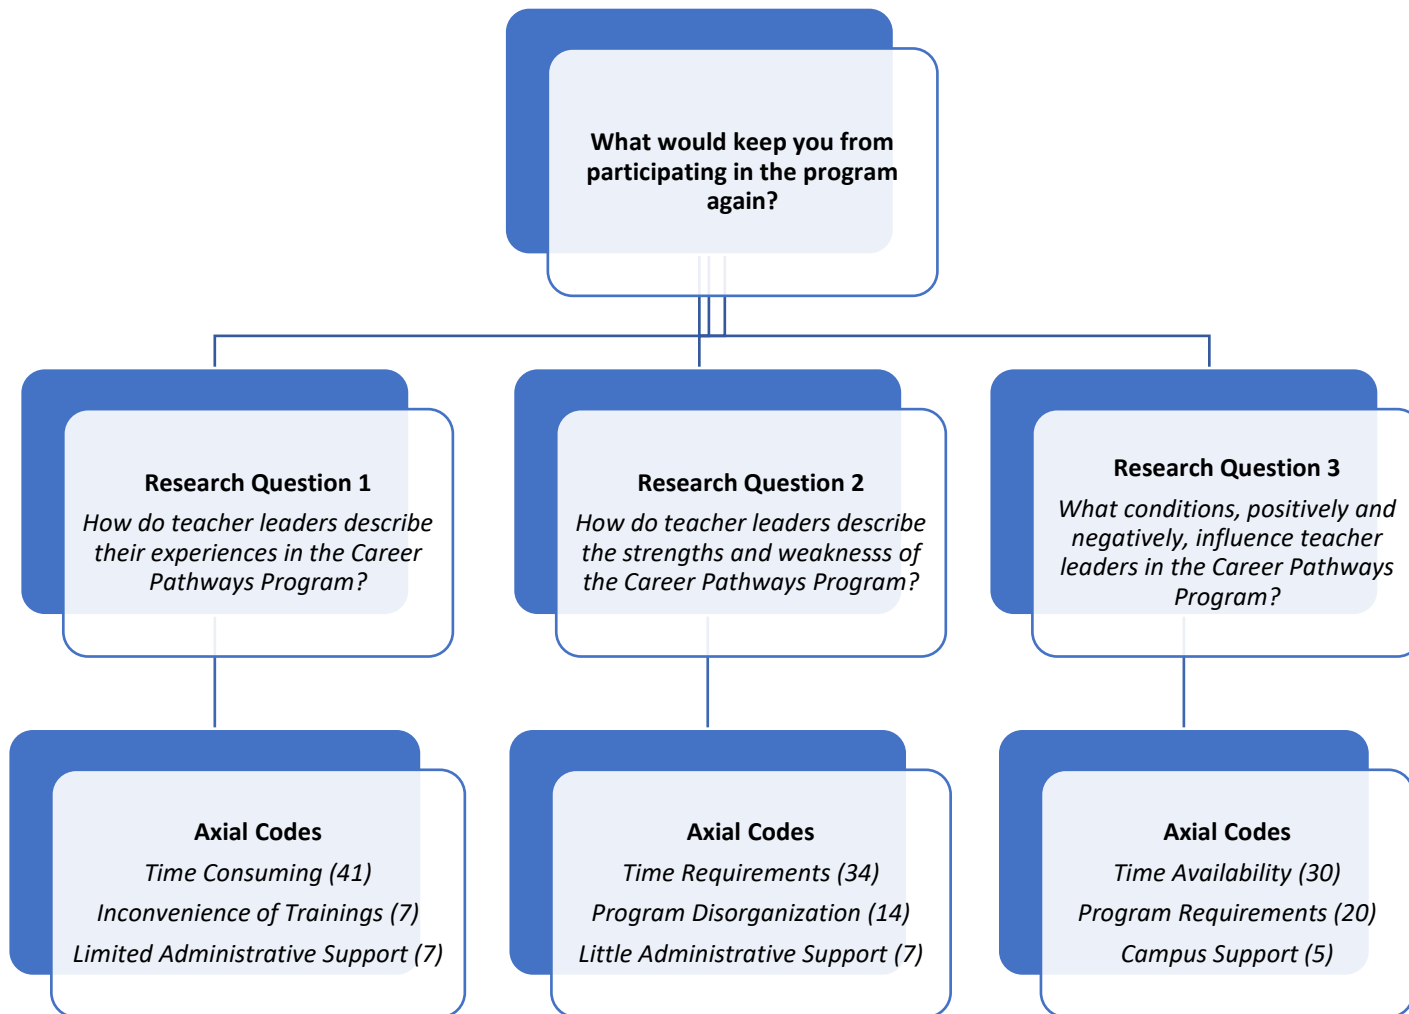 What would keep you from
participating in the program
again?
Research Question 1
How do teacher leaders describe
their experiences in the Career
Pathways Program?
Research Question 2
How do teacher leaders describe
the strengths and weaknesss of
the Career Pathways Program?
Research Question 3
What conditions, positively and
negatively, influence teacher
leaders in the Career Pathways
Program?
Axial Codes
Time Consuming (41)
Inconvenience of Trainings (7)
Limited Administrative Support (7)
Axial Codes
Time Requirements (34)
Program Disorganization (14)
Little Administrative Support (7)
Axial Codes
Time Availability (30)
Program Requirements (20)
Campus Support (5)